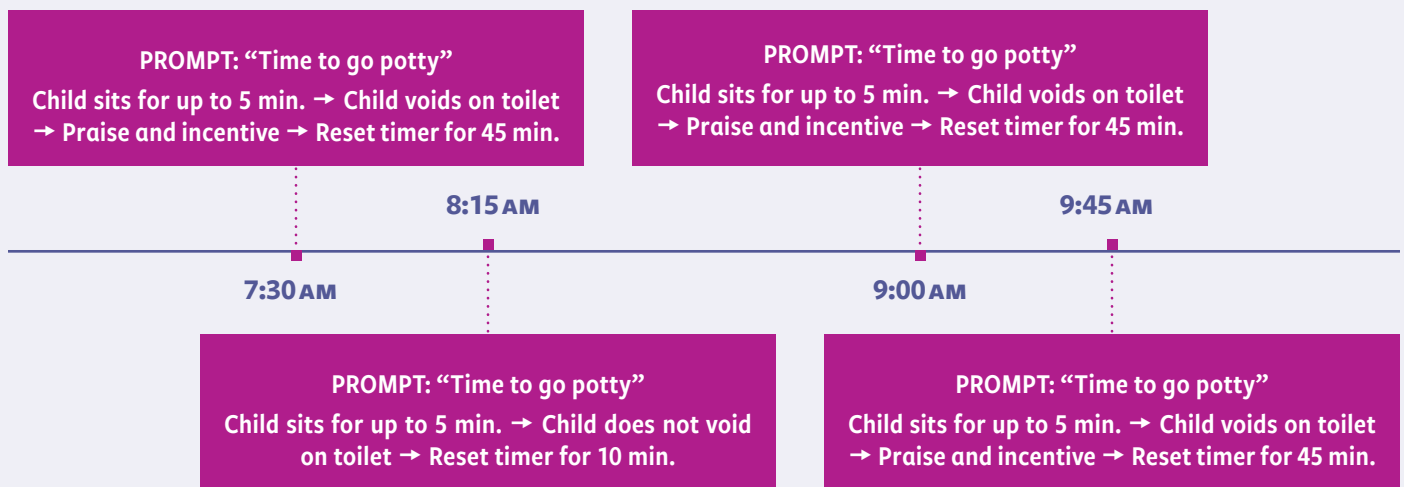 PROMPT: “Time to go potty”
Child sits for up to 5 min. → Child voids on toilet
→ Praise and incentive → Reset timer for 45 min.
PROMPT: “Time to go potty”
Child sits for up to 5 min. → Child voids on toilet
→ Praise and incentive → Reset timer for 45 min.
8:15 AM
9:45 AM
7:30 AM
9:00 AM
PROMPT: “Time to go potty”
Child sits for up to 5 min. → Child does not void
on toilet → Reset timer for 10 min.
PROMPT: “Time to go potty”
Child sits for up to 5 min. → Child voids on toilet
→ Praise and incentive → Reset timer for 45 min.